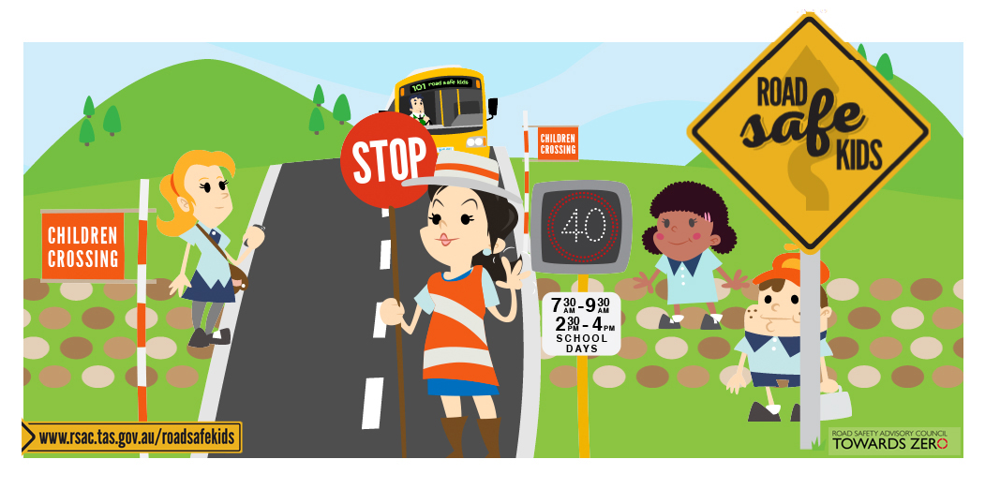 ROAD
safe
KIDS
101 road safe kids
STOP
CHILDREN
CROSSING
40
CHILDREN
CROSSING
7 30 AM - 9 30 AM
2 30 PM - 4 PM
SCHOOL
DAYS
www.rsac.tas.gov.au/roadsafekids
ROAD SAFETY ADVISORY COUNCIL
TOWARDS ZERO